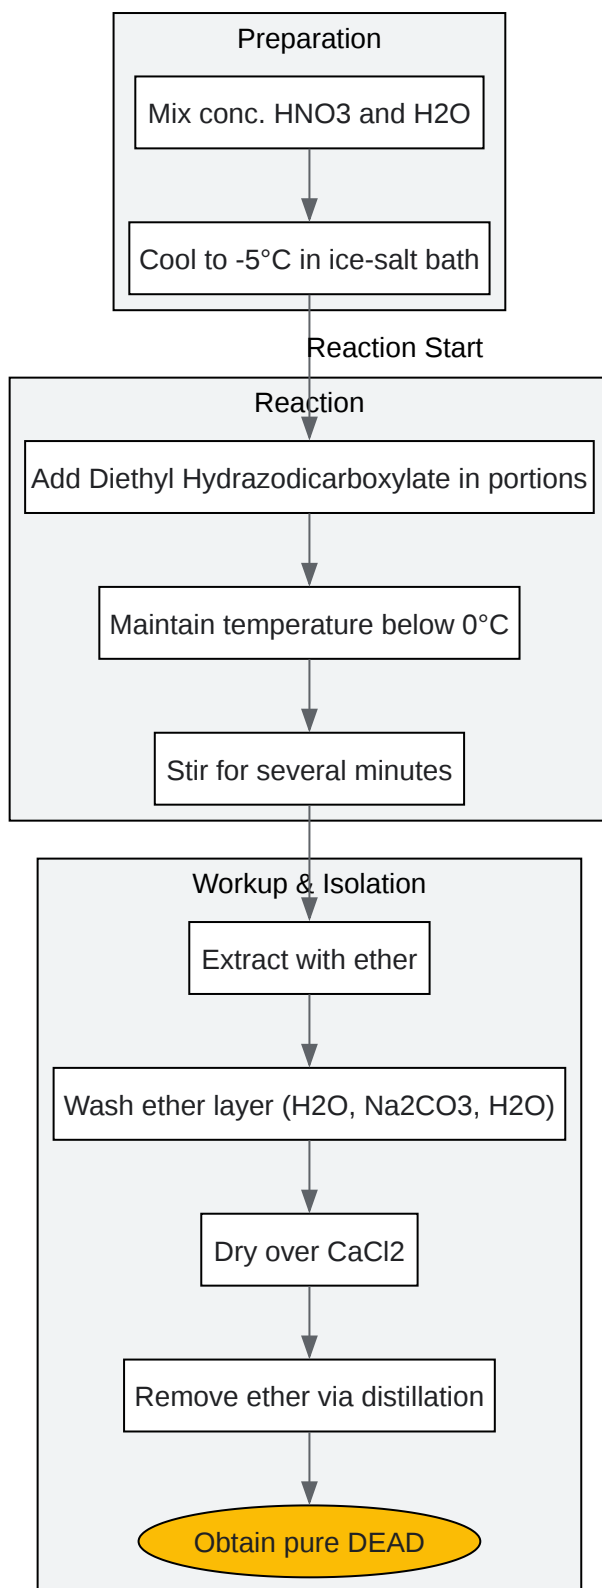 Preparation
Mix conc. HNO3 and H2O
Cool to -5°C in ice-salt bath
Reaction Start
Reaction
Add Diethyl Hydrazodicarboxylate in portions
Maintain temperature below 0°C
Stir for several minutes
Workup & Isolation
Extract with ether
Wash ether layer (H2O, Na2CO3, H2O)
Dry over CaCl2
Remove ether via distillation
Obtain pure DEAD